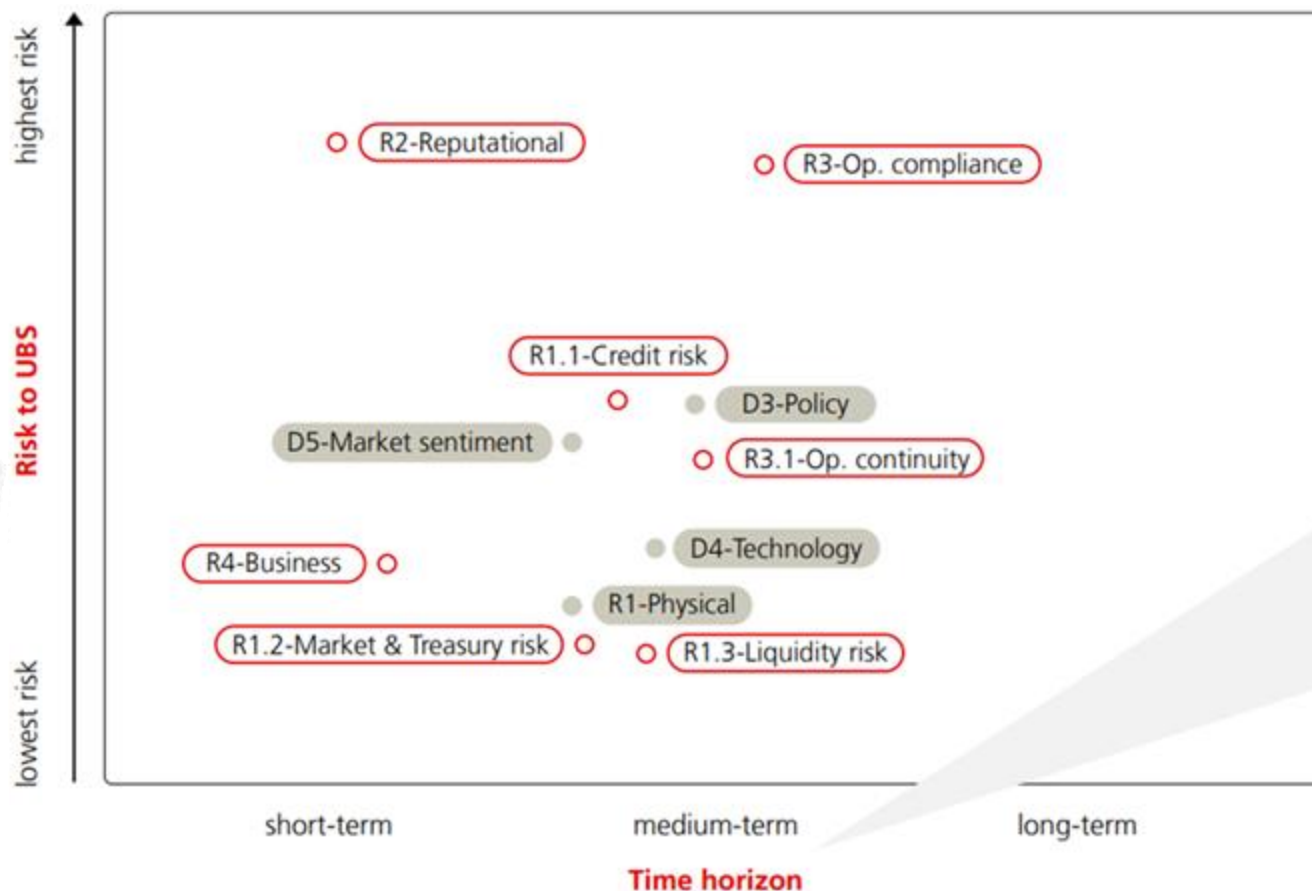 highest risk
Risk to UBS
lowest risk
R2-Reputational
R3-Op. compliance
R1.1-Credit risk
D3-Policy
D5-Market sentiment
R3.1-Op. continuity
D4-Technology
R4-Business
R1-Physical
R1.2-Market & Treasury risk
R1.3-Liquidity risk
short-term
medium-term
long-term
Time horizon